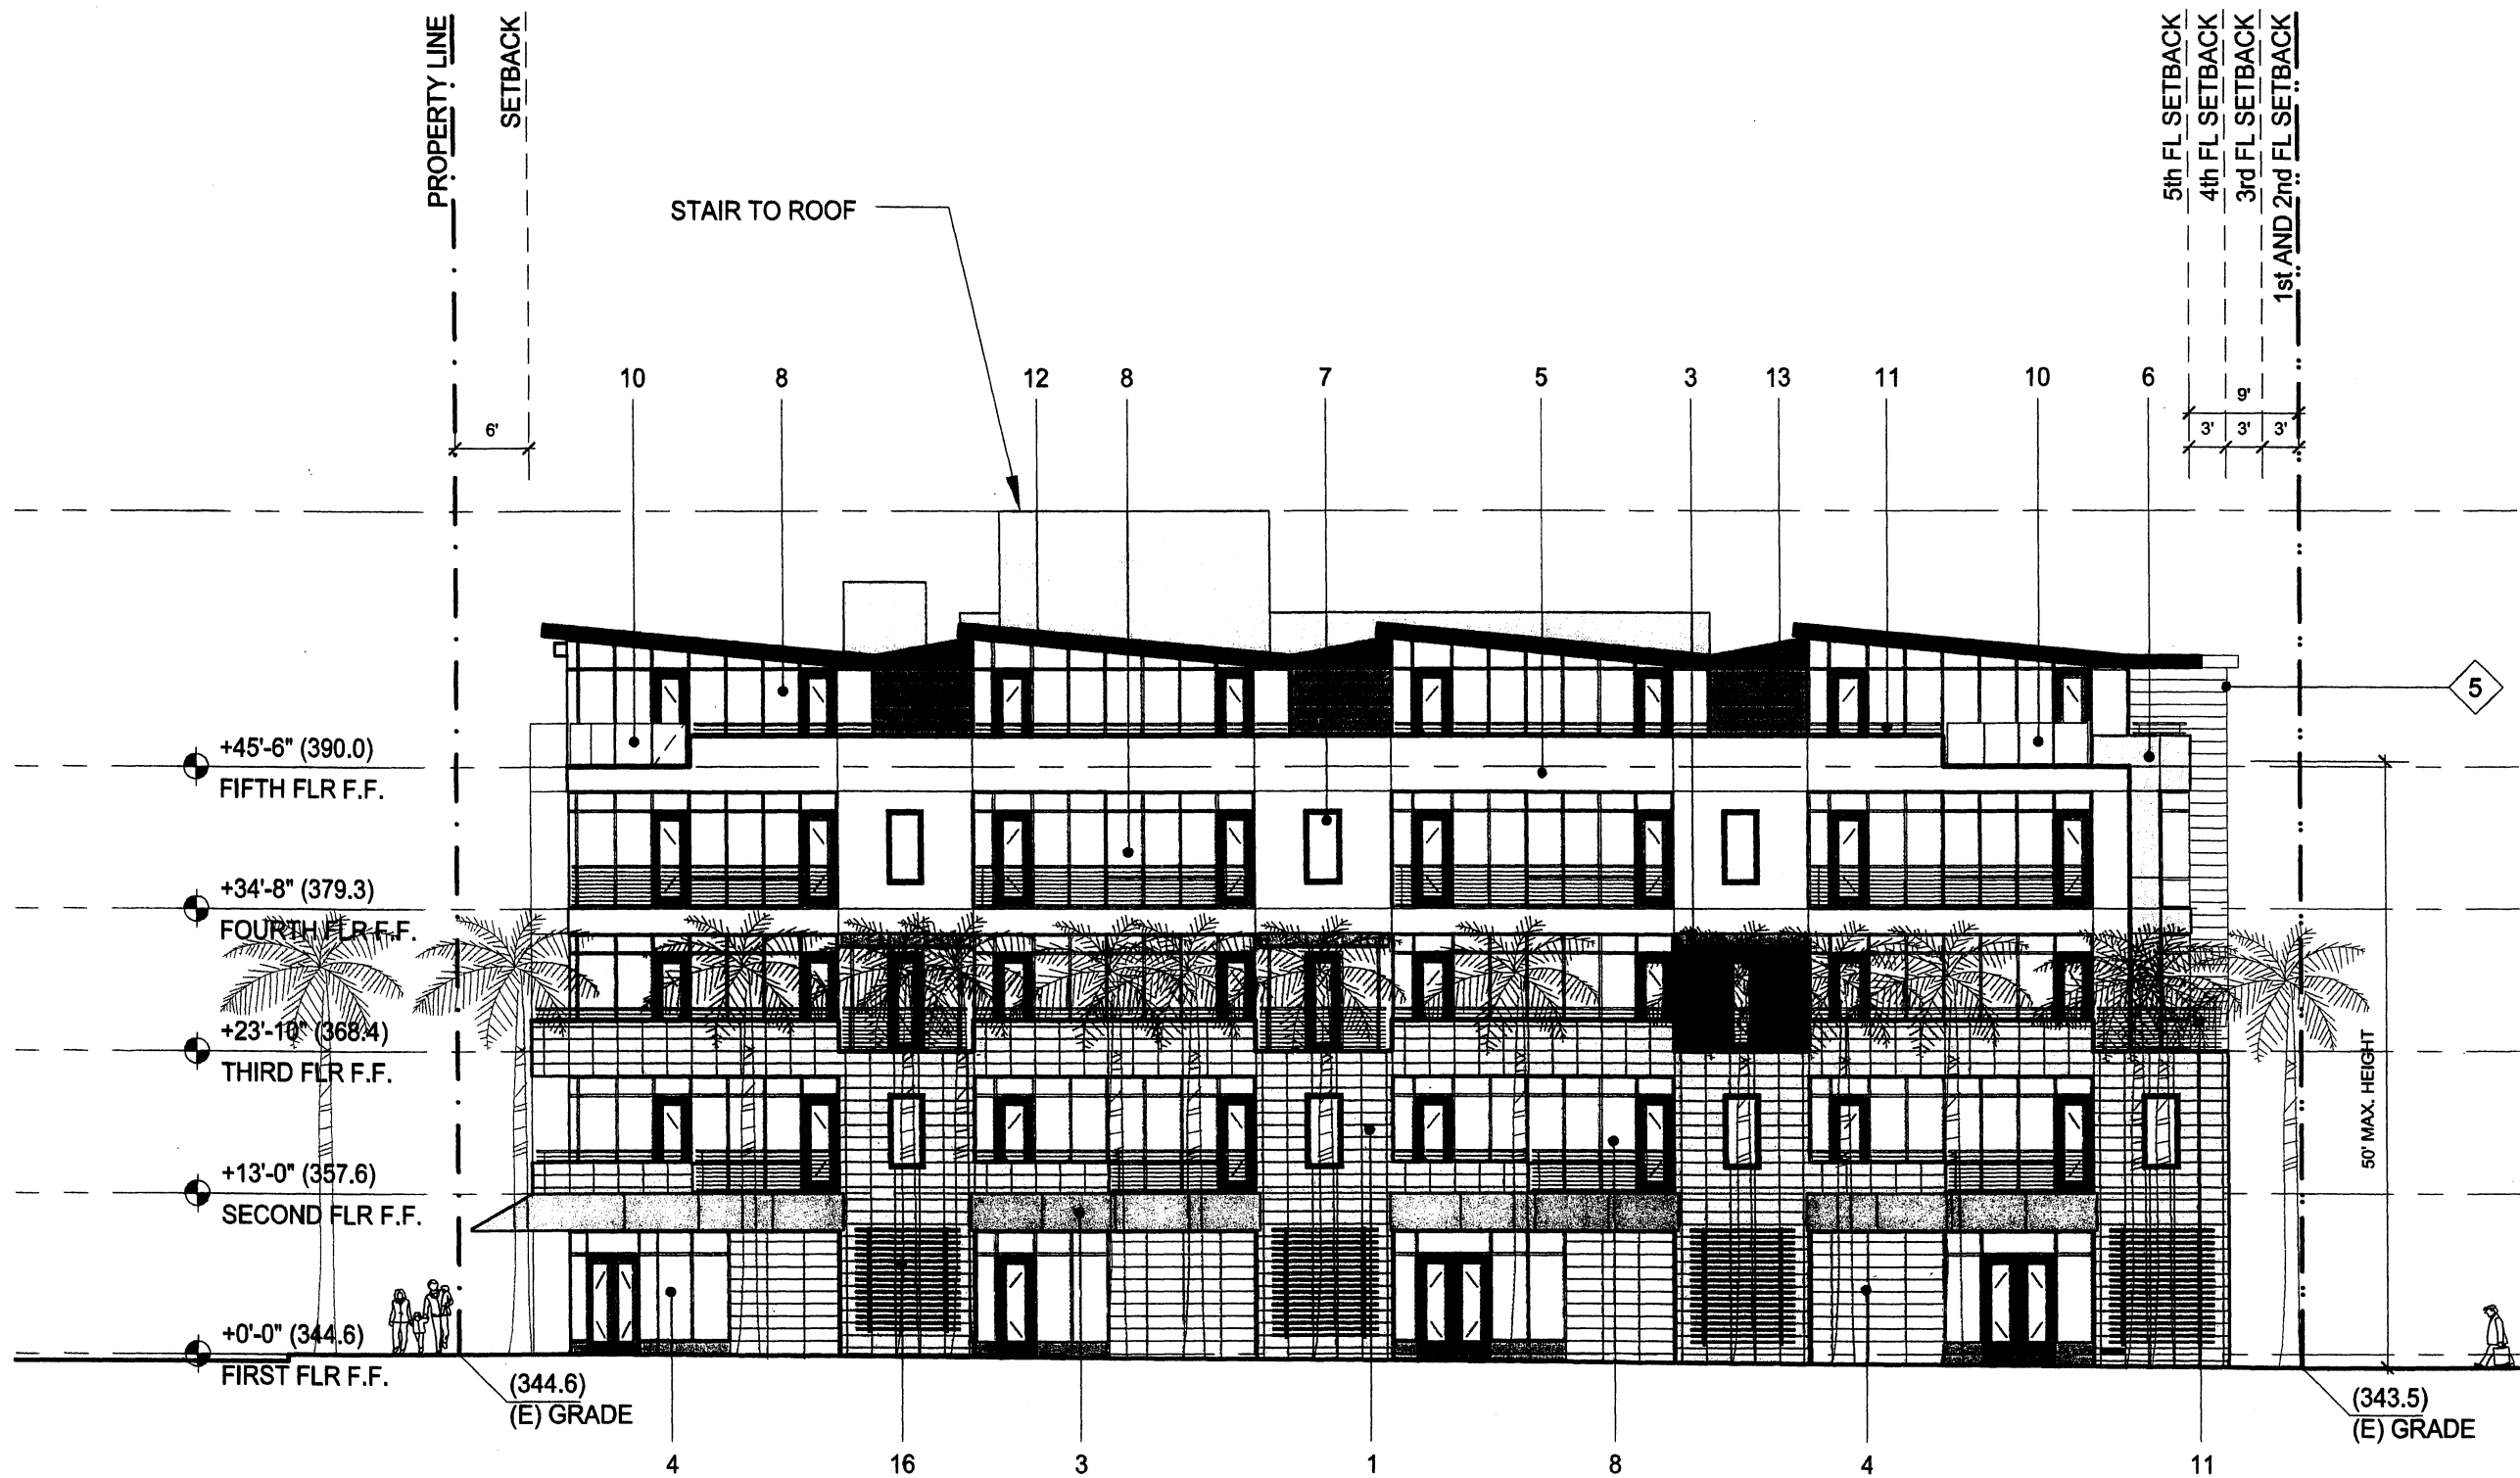 PROPERTY LINE
SETBACK
5th FL SETBACK
4th FL SETBACK
3rd FL SETBACK
1st AND 2nd FL SETBACK
STAIR TO ROOF
10 8 12 8 7 5 3 13 11 10 6
9'
6'
3' 3' 3'
5
+45'-6" (390.0)
FIFTH FLR F.F.
+34'-8" (379.3)
FOURTH FLR F.F.
+23'-10" (368.4)
THIRD FLR F.F.
50' MAX. HEIGHT
+13'-0" (357.6)
SECOND FLR F.F.
+0'-0" (344.6)
FIRST FLR F.F.
(344.6)
(E) GRADE
(343.5)
(E) GRADE
4 16 3 1 8 4 11